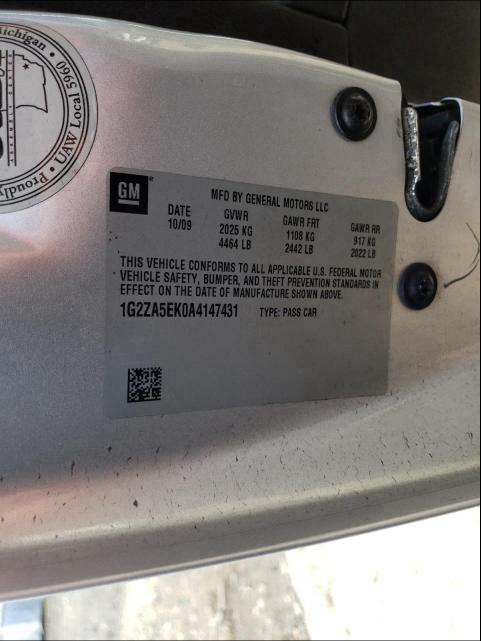 Michigan
UAW Local 5960
Proudly
GM
MFD BY GENERAL MOTORS LLC
DATE GVWR GAWR FRT GAWR RR
10/09 2025 KG 1108 KG 917 KG
4464 LB 2442 LB 2022 LB
THIS VEHICLE CONFORMS TO ALL APPLICABLE U.S. FEDERAL MOTOR
VEHICLE SAFETY, BUMPER, AND THEFT PREVENTION STANDARDS IN
EFFECT ON THE DATE OF MANUFACTURE SHOWN ABOVE.
1G2ZA5EK0A4147431 TYPE: PASS CAR